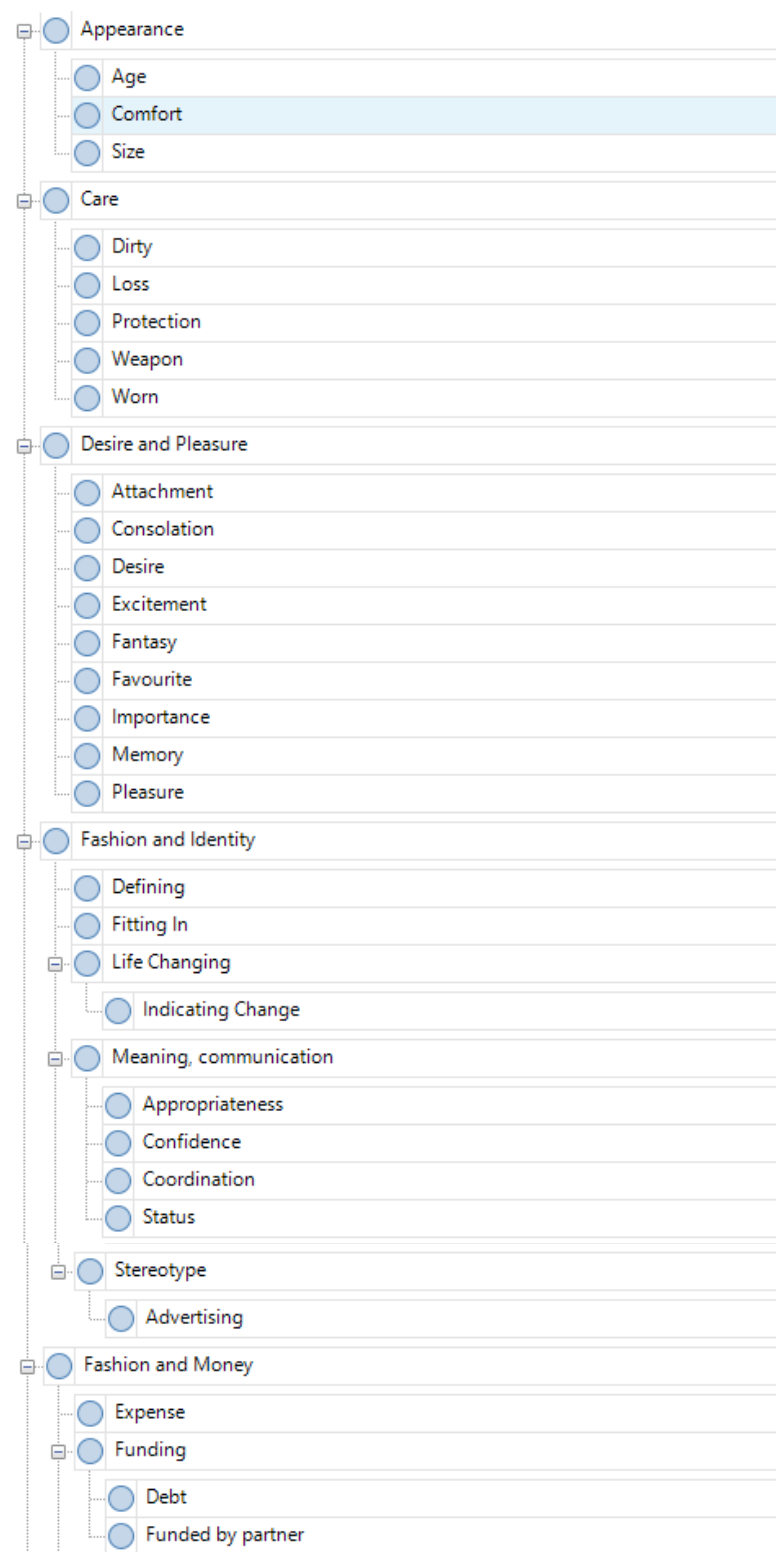 Appearance
Age
Comfort
Size
Care
Dirty
Loss
Protection
Weapon
Worn
Desire and Pleasure
Attachment
Consolation
Desire
Excitement
Fantasy
Favourite
Importance
Memory
Pleasure
Fashion and Identity
Defining
Fitting In
Life Changing
Indicating Change
Meaning, communication
Appropriateness
Confidence
Coordination
Status
Stereotype
Advertising
Fashion and Money
Expense
Funding
Debt
Funded by partner